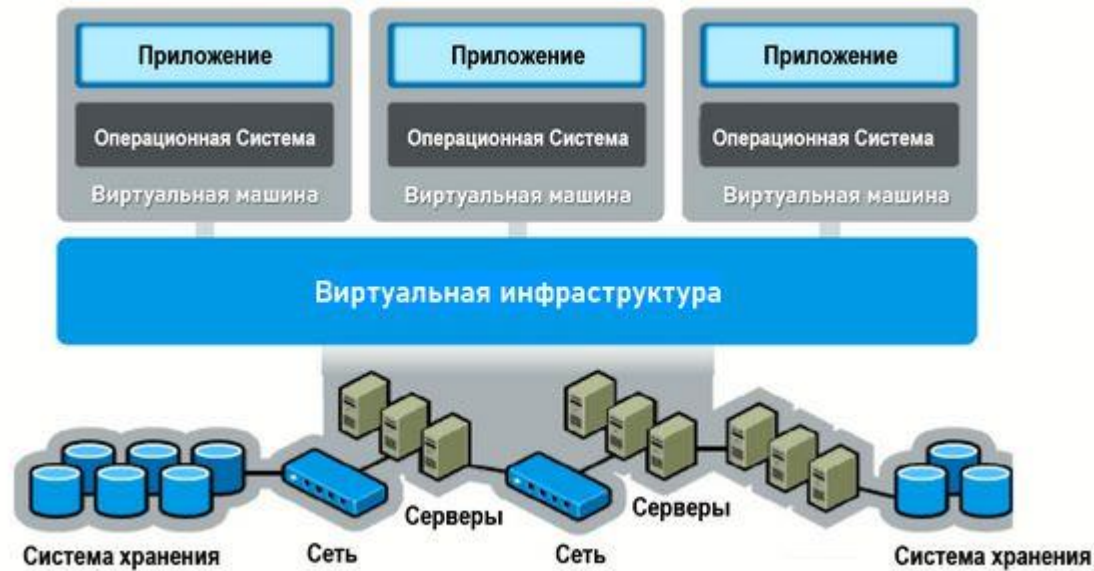 Приложение
Приложение
Приложение
Операционная Система
Операционная Система
Операционная Система
Виртуальная машина
Виртуальная машина
Виртуальная машина
Виртуальная инфраструктура
Серверы
Серверы
Система хранения
Сеть
Сеть
Система хранения